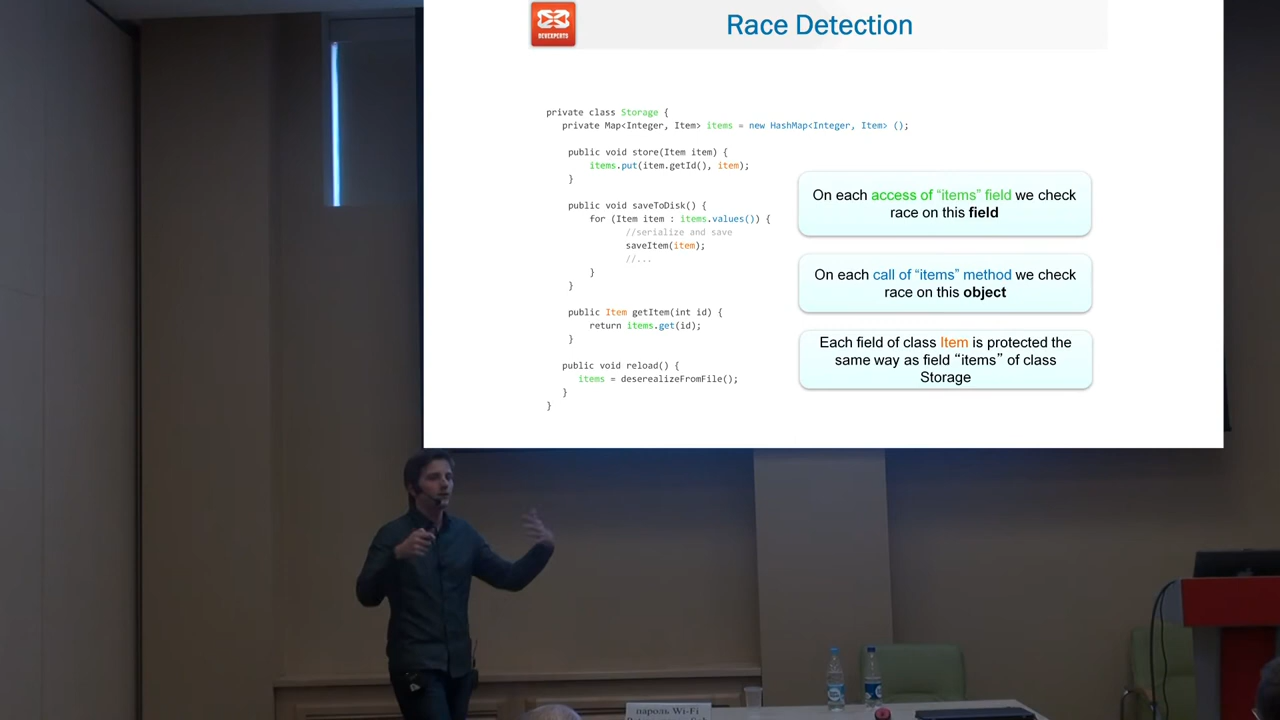 DEVEXPERTS
Race Detection
private class Storage {
private Map<Integer, Item> items = new HashMap<Integer, Item> ();
public void store(Item item) {
items.put(item.getId(), item);
}
public void saveToDisk() {
for (Item item : items.values()) {
//serialize and save
saveItem(item);
//...
}
}
public Item getItem(int id) {
return items.get(id);
}
public void reload() {
items = deserealizeFromFile();
}
}
On each access of “items” field we check
race on this field
On each call of “items” method we check
race on this object
Each field of class Item is protected the
same way as field “items” of class
Storage
пароль Wi-Fi